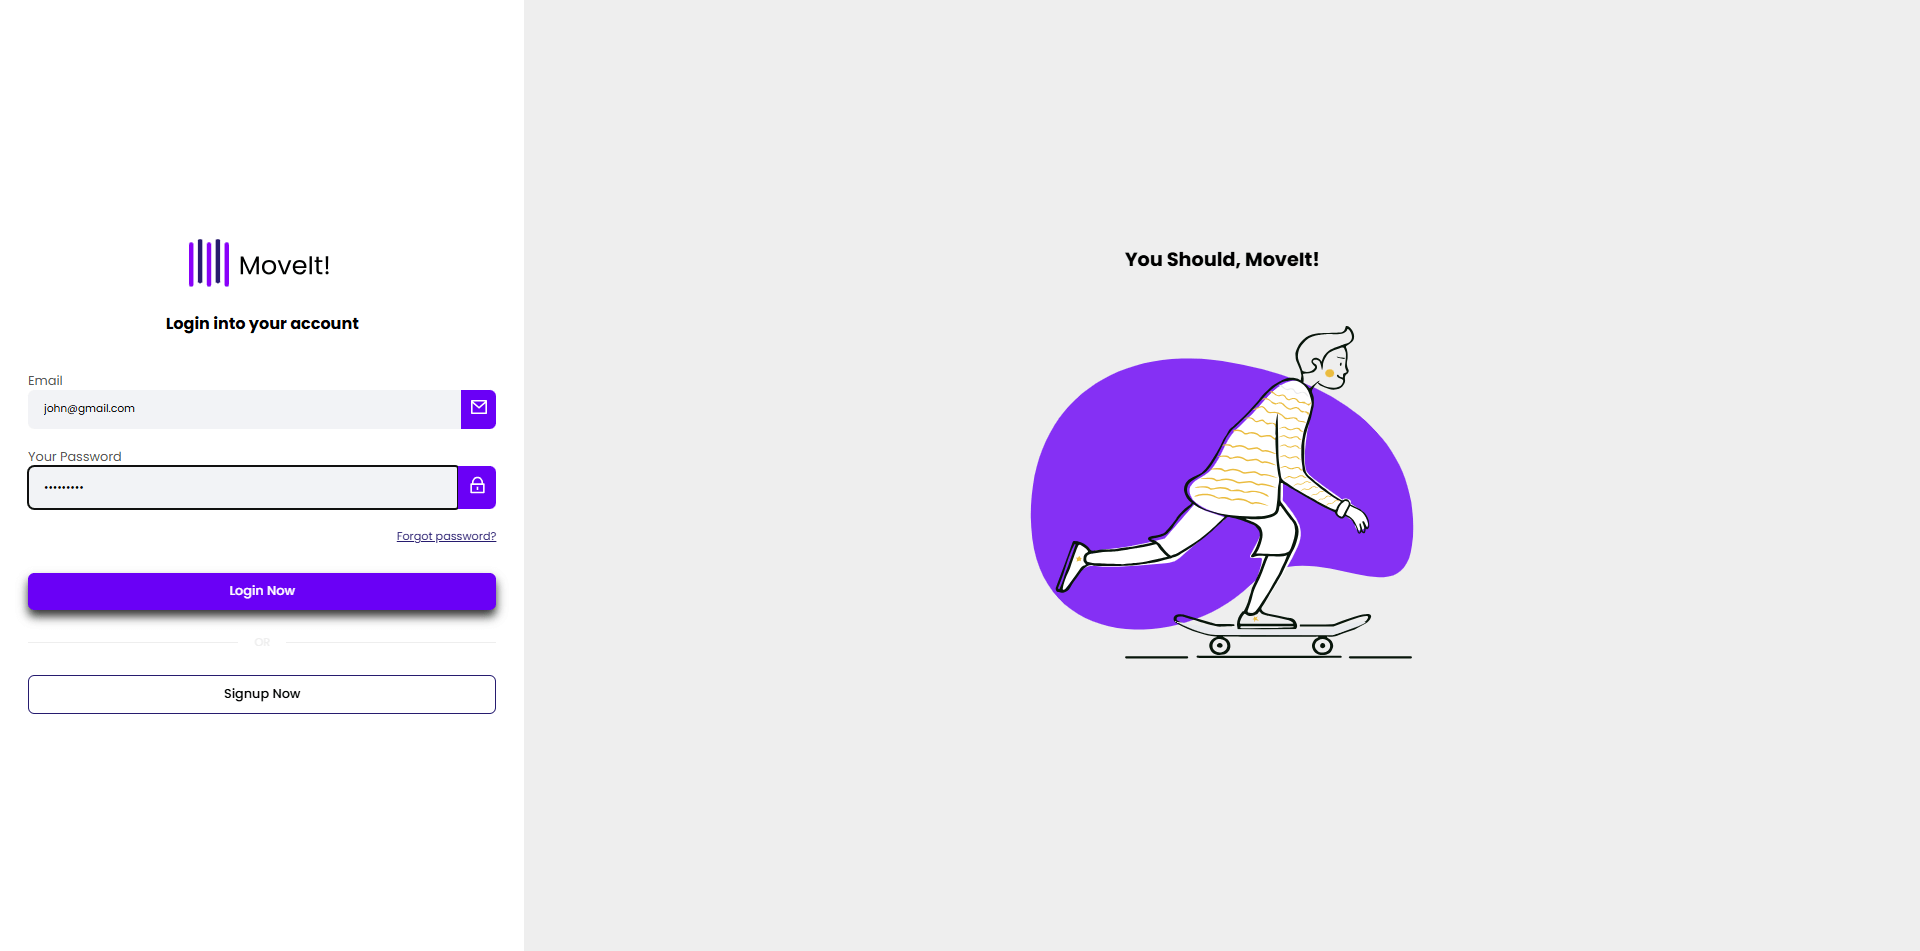 MoveIt!
Login into your account
Email
john@gmail.com
Your Password
•••••••••
Forgot password?
Login Now
OR
Signup Now
You Should, MoveIt!